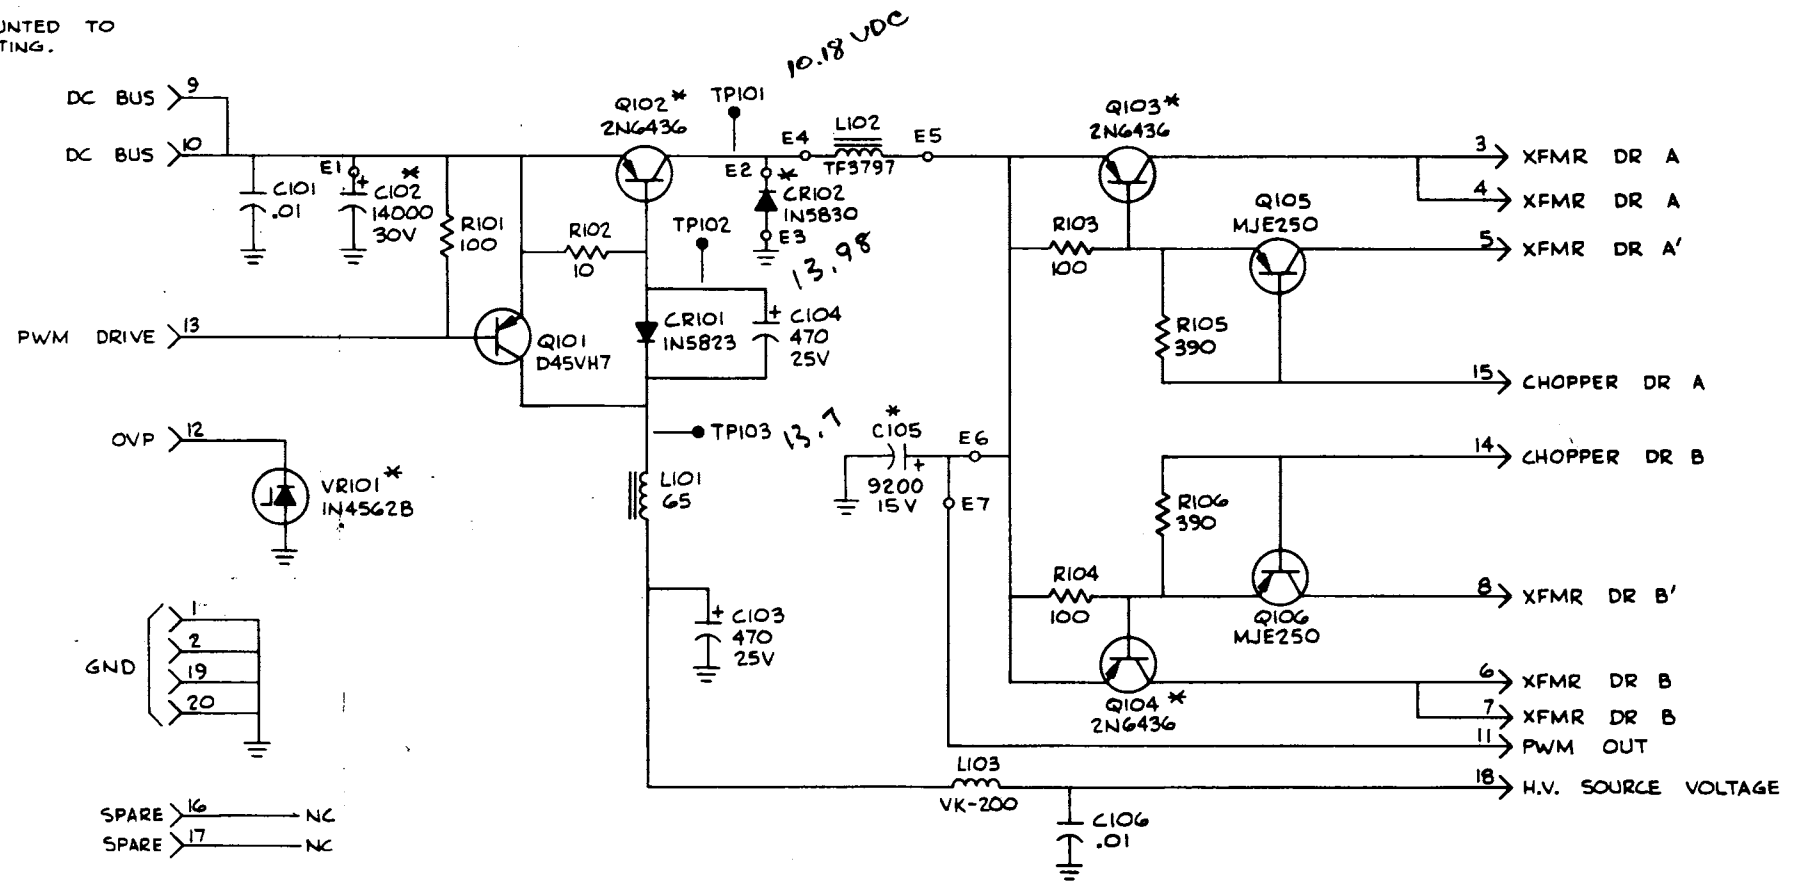 UNTED TO
TING.
10.18 VDC
DC BUS 9
DC BUS 10
C101
.01
E1
+
*
C102
14000
30V
R101
100
R102
10
Q102*
2N6436
TP101
TP102
E2
*
CR102
1N5830
E3
13.98
E4
L102
TF3797
E5
Q103*
2N6436
3 XFMR DR A
4 XFMR DR A
Q105
MJE250
R103
100
5 XFMR DR A'
PWM DRIVE 13
Q101
D45VH7
CR101
1N5823
+
C104
470
25V
R105
390
15 CHOPPER DR A
OVP 12
VR101*
1N4562B
TP103
13.7
*
C105
+
9200
15V
E6
E7
14 CHOPPER DR B
L101
65
R106
390
R104
100
Q106
MJE250
8 XFMR DR B'
GND
1
2
19
20
+
C103
470
25V
Q104*
2N6436
6 XFMR DR B
7 XFMR DR B
11 PWM OUT
L103
VK-200
18 H.V. SOURCE VOLTAGE
C106
.01
SPARE 16 NC
SPARE 17 NC